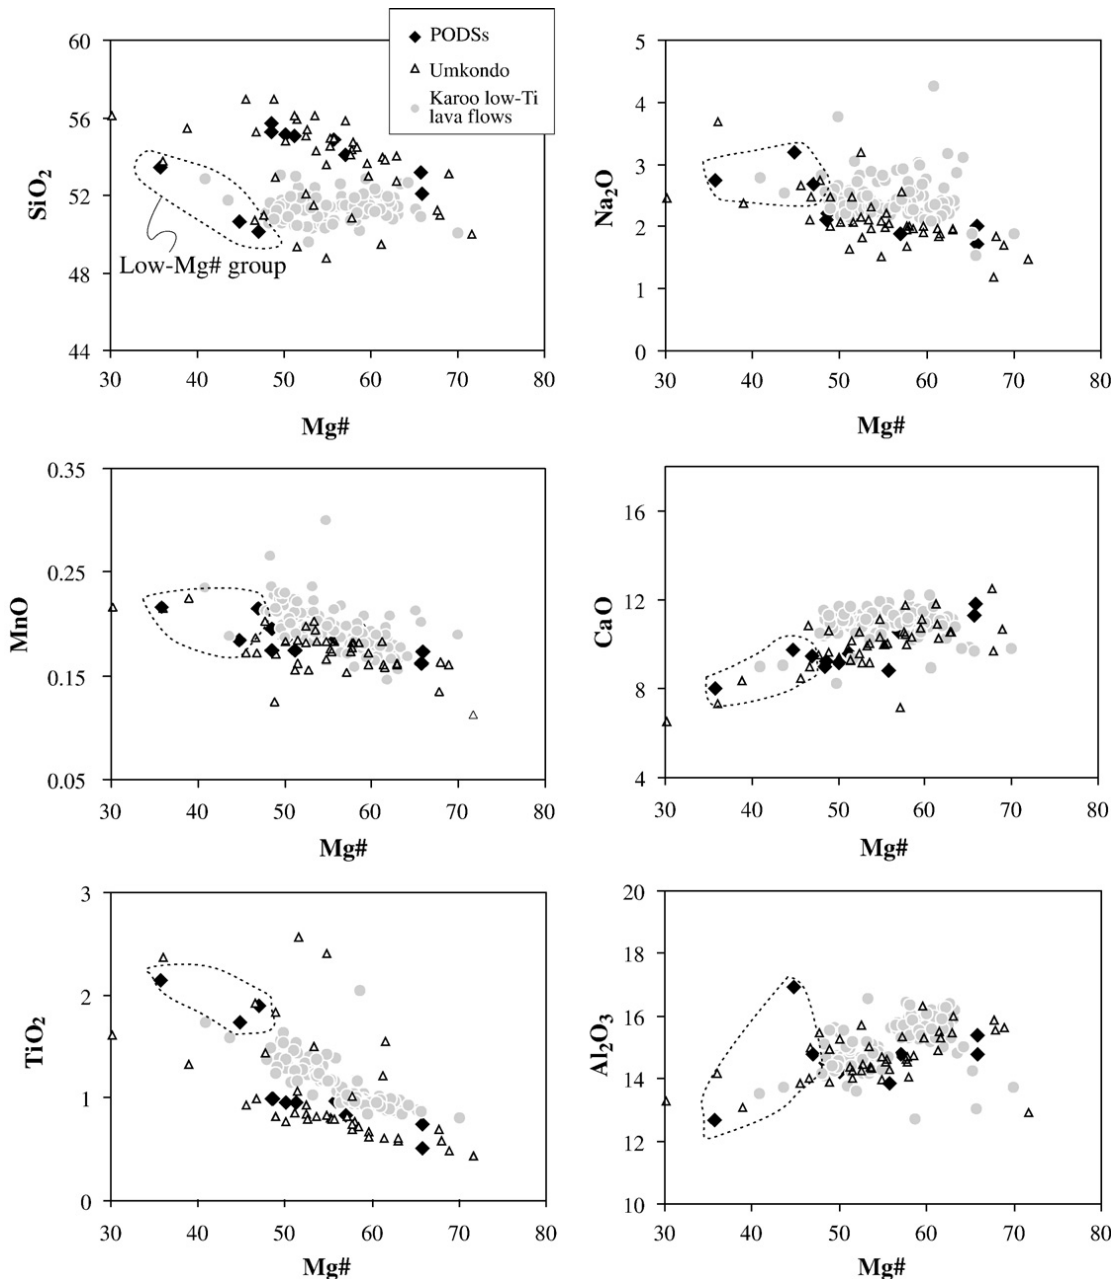 PODSs
Umkondo
Karoo low-Ti
lava flows
60
56
52
48
44
SiO2
Low-Mg# group
30 40 50 60 70 80
Mg#
5
4
3
2
1
0
Na2O
30 40 50 60 70 80
Mg#
0.35
0.25
0.15
0.05
MnO
30 40 50 60 70 80
Mg#
16
12
8
4
CaO
30 40 50 60 70 80
Mg#
3
2
1
0
TiO2
30 40 50 60 70 80
Mg#
20
18
16
14
12
10
Al2O3
30 40 50 60 70 80
Mg#